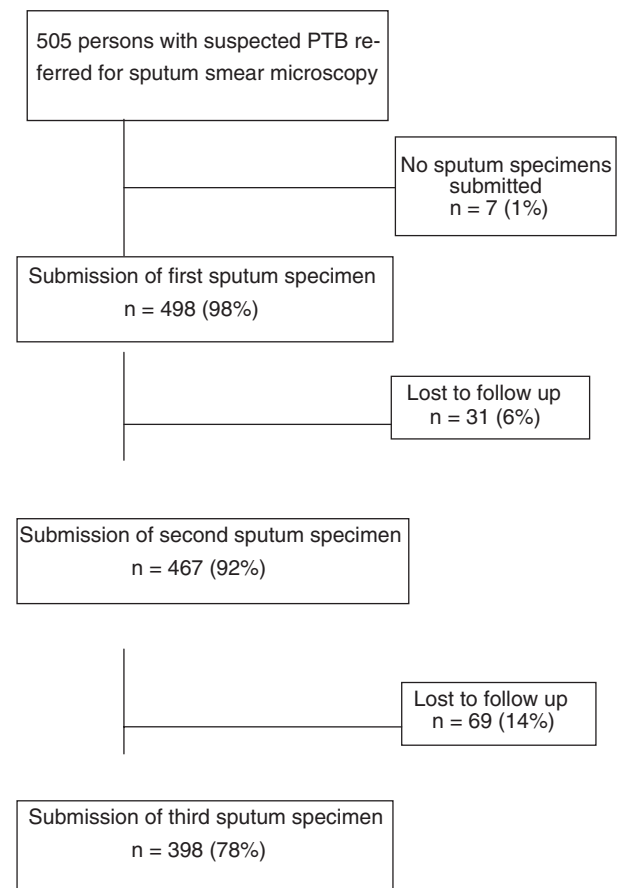 505 persons with suspected PTB re-
ferred for sputum smear microscopy
No sputum specimens
submitted
n = 7 (1%)
Submission of first sputum specimen
n = 498 (98%)
Lost to follow up
n = 31 (6%)
Submission of second sputum specimen
n = 467 (92%)
Lost to follow up
n = 69 (14%)
Submission of third sputum specimen
n = 398 (78%)